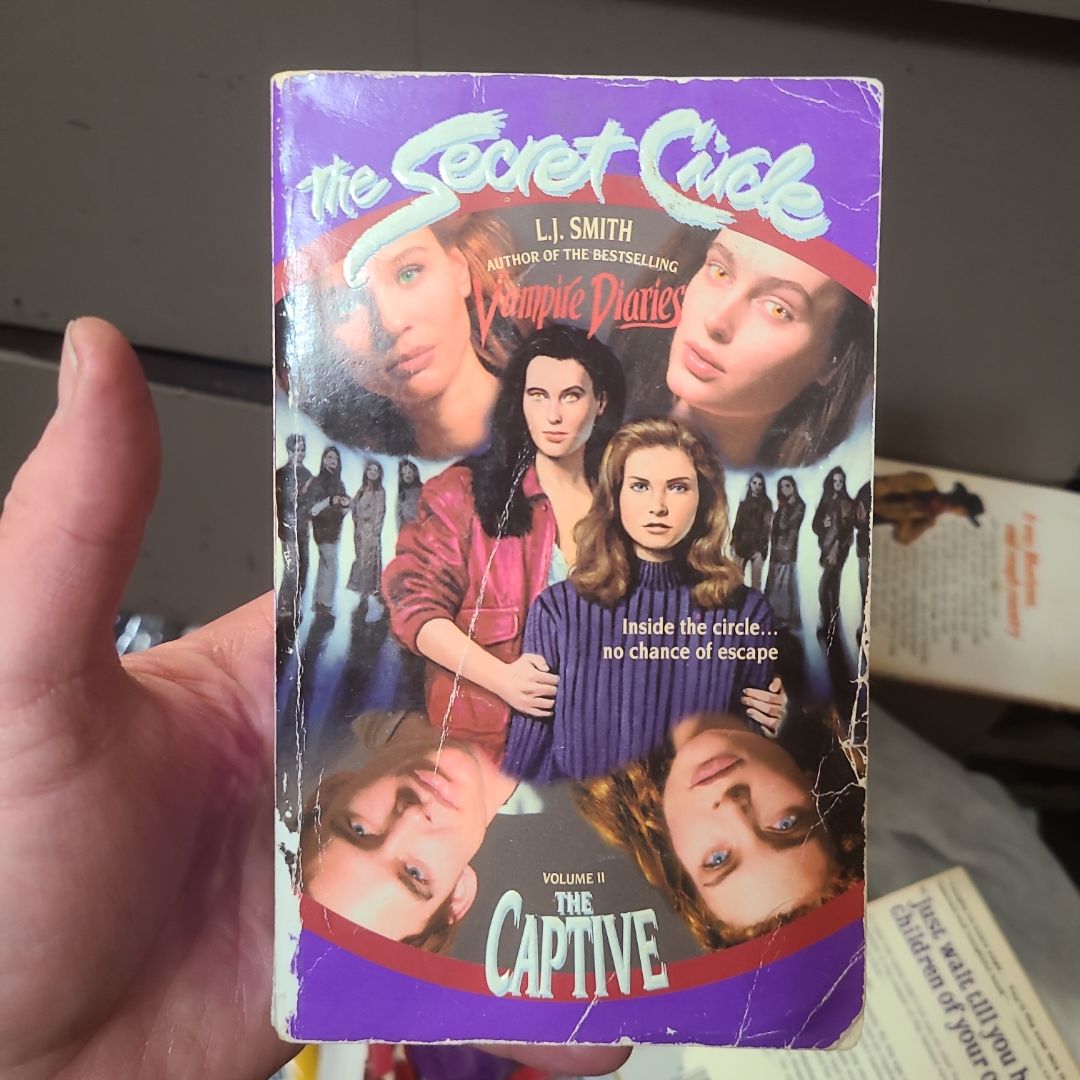 The Secret Circle
L.J. SMITH
AUTHOR OF THE BESTSELLING
Vampire Diaries
Inside the circle...
no chance of escape
VOLUME II
THE
CAPTIVE
Just wait till you h
children of your o